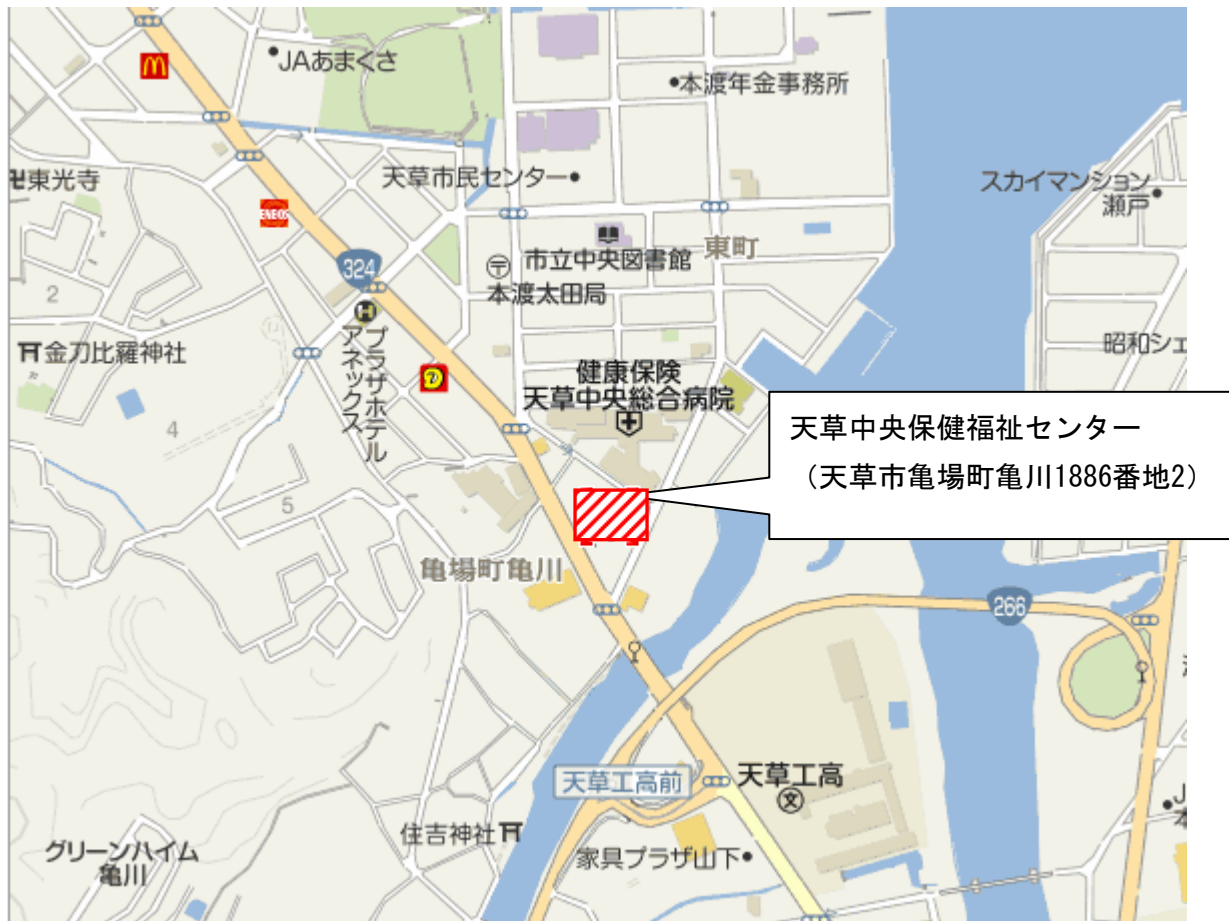 JAあまくさ
本渡年金事務所
東光寺
天草市民センター
スカイマンション
瀬戸
ENEOS
東町
市立中央図書館
324
本渡太田局
2
金刀比羅神社
プラザホテル
アネックス
昭和シェ
健康保険
天草中央総合病院
4
天草中央保健福祉センター
（天草市亀場町亀川1886番地2）
5
亀場町亀川
266
天草工高前
天草工高
文
住吉神社
グリーンハイム
亀川
家具プラザ山下